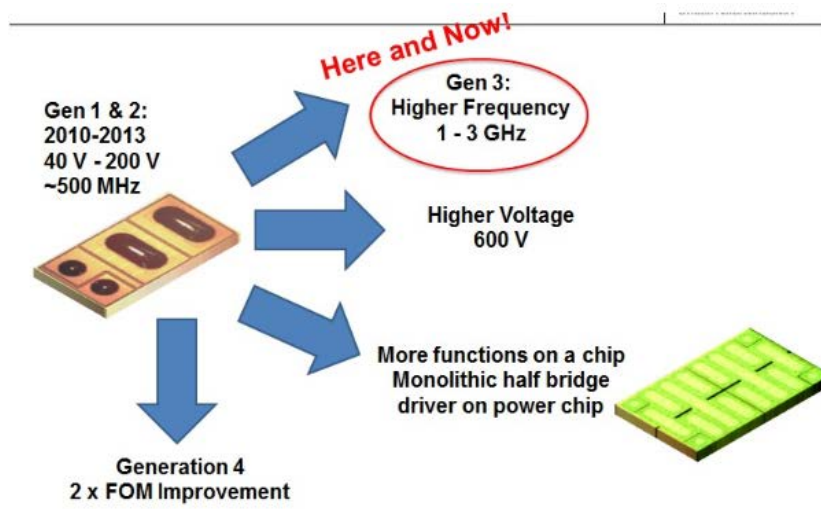 Here and Now!
Gen 1 & 2:
2010-2013
40 V - 200 V
~500 MHz
Gen 3:
Higher Frequency
1 - 3 GHz
Higher Voltage
600 V
More functions on a chip
Monolithic half bridge
driver on power chip
Generation 4
2 x FOM Improvement